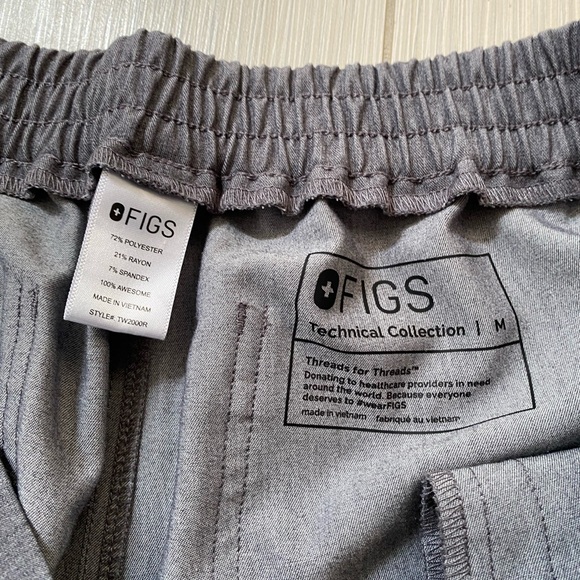 FIGS
72% POLYESTER
21% RAYON
7% SPANDEX
100% AWESOME
MADE IN VIETNAM
STYLE#, TW2000R
FIGS
Technical Collection | M
Threads for Threads™
Donating to healthcare providers in need
around the world. Because everyone
deserves to #wearFIGS
made in vietnam fabriqué au vietnam